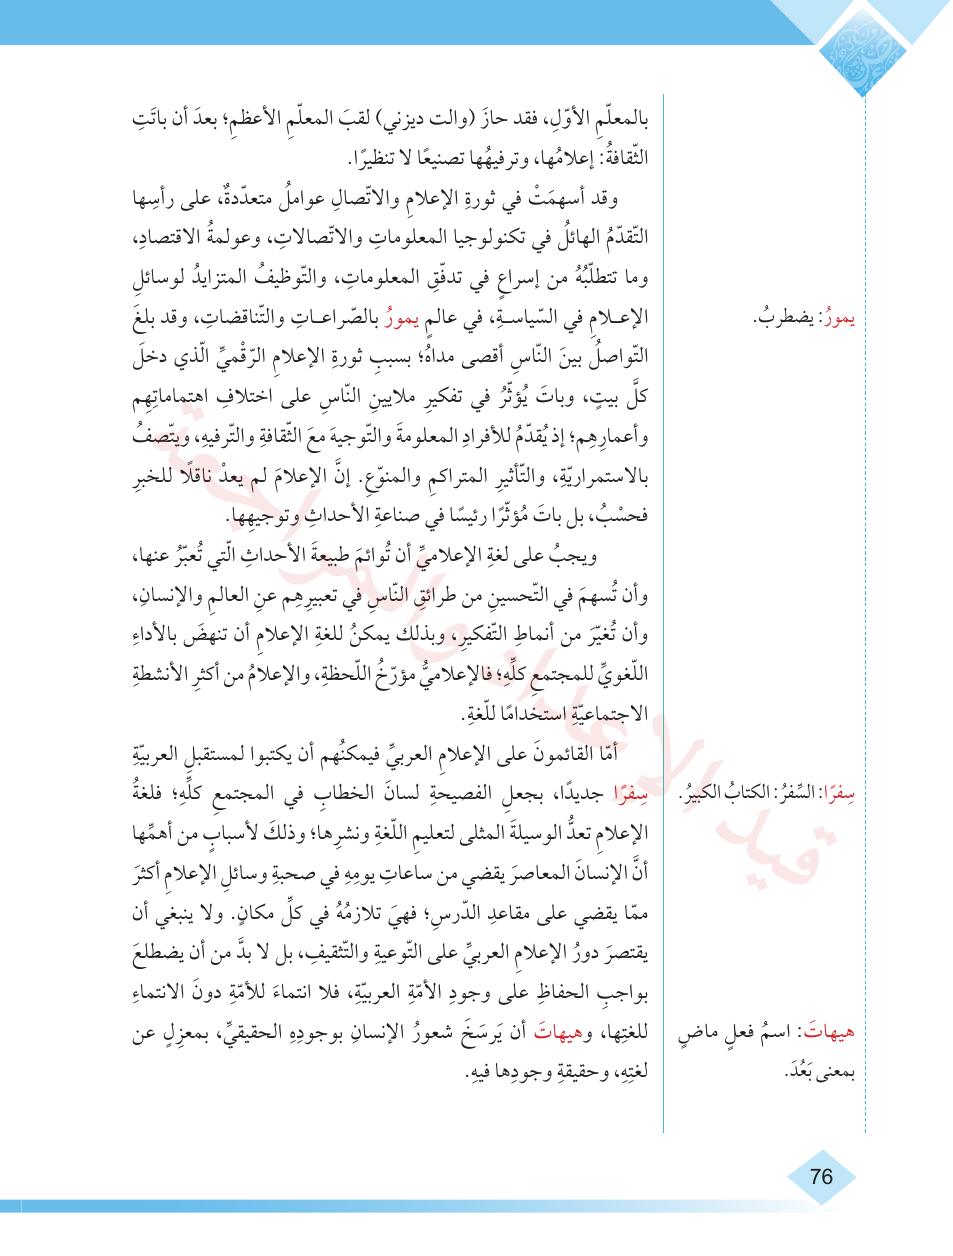 بالمعلّمِ الأوّلِ، فقد حازَ (والت ديزني) لقبَ المعلّمِ الأعظمِ؛ بعدَ أن باتَتِ
الثّقافةُ: إعلامُها، وترفيهُها تصنيعًا لا تنظيرًا.
وقد أسهمَتْ في ثورةِ الإعلامِ والاتّصالِ عواملُ متعدّدةٌ، على رأسِها
التّقدّمُ الهائلُ في تكنولوجيا المعلوماتِ والاتّصالاتِ، وعولمةُ الاقتصادِ،
وما تتطلّبُهُ من إسراعٍ في تدفّقِ المعلوماتِ، والتّوظيفُ المتزايدُ لوسائلِ
الإعـلامِ في السّياسـةِ، في عالمٍ يمورُ بالصّراعـاتِ والتّناقضاتِ، وقد بلغَ
يمورُ: يضطربُ.
التّواصلُ بينَ النّاسِ أقصى مداهُ؛ بسببِ ثورةِ الإعلامِ الرّقْميِّ الّذي دخلَ
كلَّ بيتٍ، وباتَ يُؤثّرُ في تفكيرِ ملايينِ النّاسِ على اختلافِ اهتماماتِهِم
وأعمارِهِم؛ إذ يُقدّمُ للأفرادِ المعلومةَ والتّوجيهَ معَ الثّقافةِ والتّرفيهِ، ويتّصفُ
بالاستمراريّةِ، والتّأثيرِ المتراكمِ والمنوّعِ. إنَّ الإعلامَ لم يعدْ ناقلًا للخبرِ
فحسْبُ، بل باتَ مُؤثّرًا رئيسًا في صناعةِ الأحداثِ وتوجيهِها.
ويجبُ على لغةِ الإعلاميِّ أن تُوائمَ طبيعةَ الأحداثِ الّتي تُعبّرُ عنها،
وأن تُسهمَ في التّحسينِ من طرائقِ النّاسِ في تعبيرِهِم عنِ العالمِ والإنسانِ،
وأن تُغيّرَ من أنماطِ التّفكيرِ، وبذلك يمكنُ للغةِ الإعلامِ أن تنهضَ بالأداءِ
اللّغويِّ للمجتمعِ كلِّهِ؛ فالإعلاميُّ مؤرّخُ اللّحظةِ، والإعلامُ من أكثرِ الأنشطةِ
الاجتماعيّةِ استخدامًا للّغةِ.
أمّا القائمونَ على الإعلامِ العربيِّ فيمكنُهم أن يكتبوا لمستقبلِ العربيّةِ
سِفرًا جديدًا، بجعلِ الفصيحةِ لسانَ الخطابِ في المجتمعِ كلِّهِ؛ فلغةُ
سِفرًا: السِّفرُ: الكتابُ الكبيرُ.
الإعلامِ تعدُّ الوسيلةَ المثلى لتعليمِ اللّغةِ ونشرِها؛ وذلكَ لأسبابٍ من أهمِّها
أنَّ الإنسانَ المعاصرَ يقضي من ساعاتِ يومِهِ في صحبةِ وسائلِ الإعلامِ أكثرَ
ممّا يقضي على مقاعدِ الدّرسِ؛ فهيَ تلازمُهُ في كلِّ مكانٍ. ولا ينبغي أن
يقتصرَ دورُ الإعلامِ العربيِّ على التّوعيةِ والتّثقيفِ، بل لا بدَّ من أن يضطلعَ
بواجبِ الحفاظِ على وجودِ الأمّةِ العربيّةِ، فلا انتماءَ للأمّةِ دونَ الانتماءِ
للغتِها، وهيهاتَ أن يَرسَخَ شعورُ الإنسانِ بوجودِهِ الحقيقيِّ، بمعزِلٍ عن
هيهاتَ: اسمُ فعلٍ ماضٍ
لغتِهِ، وحقيقةِ وجودِها فيهِ.
بمعنى بَعُدَ.
قيد الإعداد والمراجعة
76